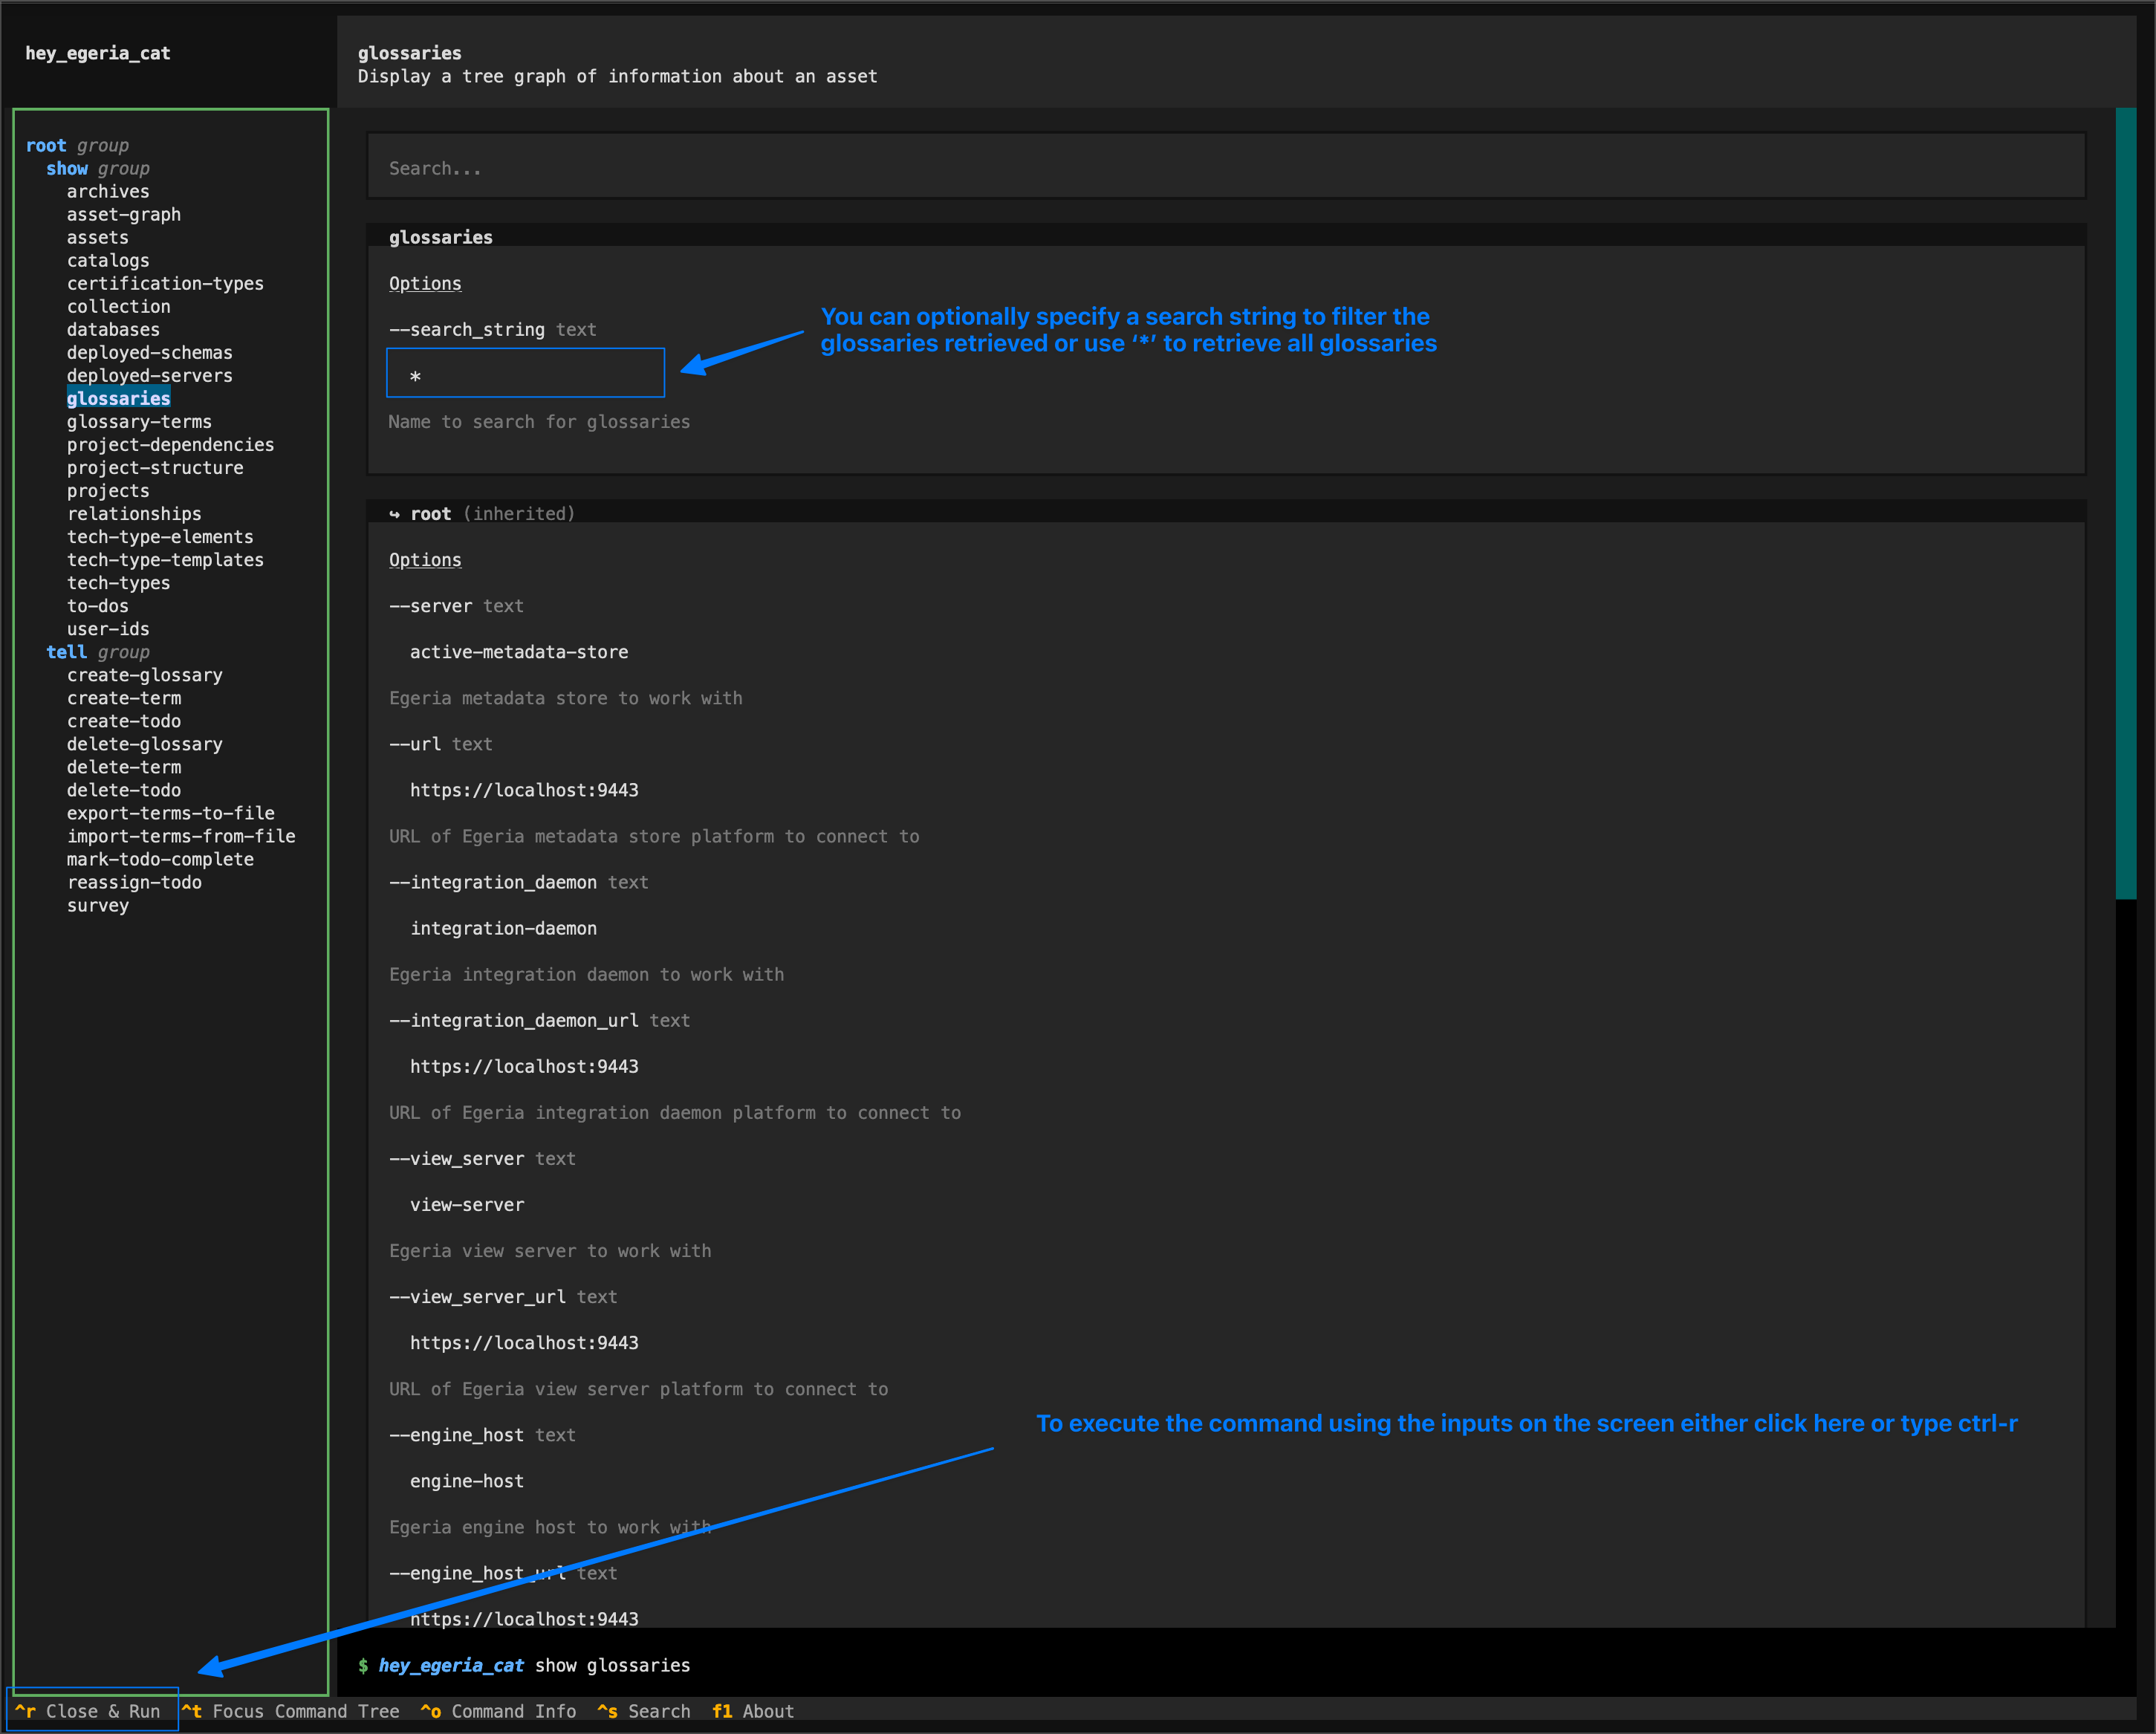 hey_egeria_cat
glossaries
Display a tree graph of information about an asset
root group
show group
archives
asset-graph
assets
catalogs
certification-types
collection
databases
deployed-schemas
deployed-servers
glossaries
glossary-terms
project-dependencies
project-structure
projects
relationships
tech-type-elements
tech-type-templates
tech-types
to-dos
user-ids
tell group
create-glossary
create-term
create-todo
delete-glossary
delete-term
delete-todo
export-terms-to-file
import-terms-from-file
mark-todo-complete
reassign-todo
survey
Search...
glossaries
Options
--search_string text
*
Name to search for glossaries
You can optionally specify a search string to filter the
glossaries retrieved or use ‘*’ to retrieve all glossaries
↪ root (inherited)
Options
--server text
active-metadata-store
Egeria metadata store to work with
--url text
https://localhost:9443
URL of Egeria metadata store platform to connect to
--integration_daemon text
integration-daemon
Egeria integration daemon to work with
--integration_daemon_url text
https://localhost:9443
URL of Egeria integration daemon platform to connect to
--view_server text
view-server
Egeria view server to work with
--view_server_url text
https://localhost:9443
URL of Egeria view server platform to connect to
--engine_host text
engine-host
Egeria engine host to work with
--engine_host_url text
https://localhost:9443
To execute the command using the inputs on the screen either click here or type ctrl-r
$ hey_egeria_cat show glossaries
^r Close & Run ^t Focus Command Tree ^o Command Info ^s Search f1 About